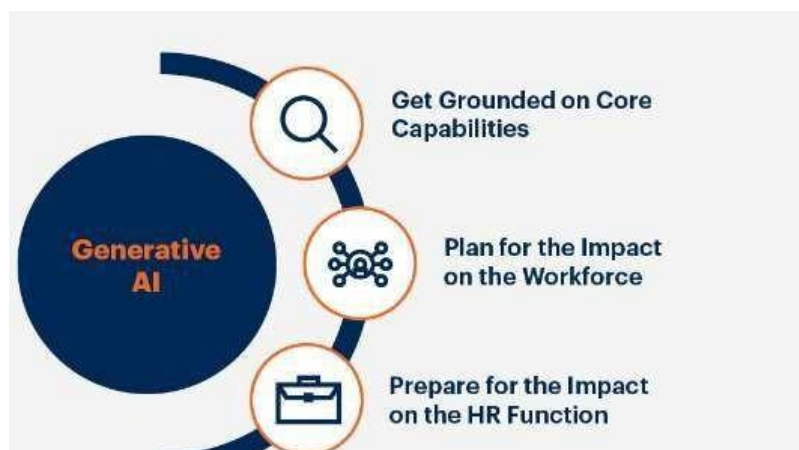 Generative
AI
Get Grounded on Core
Capabilities
Plan for the Impact
on the Workforce
Prepare for the Impact
on the HR Function